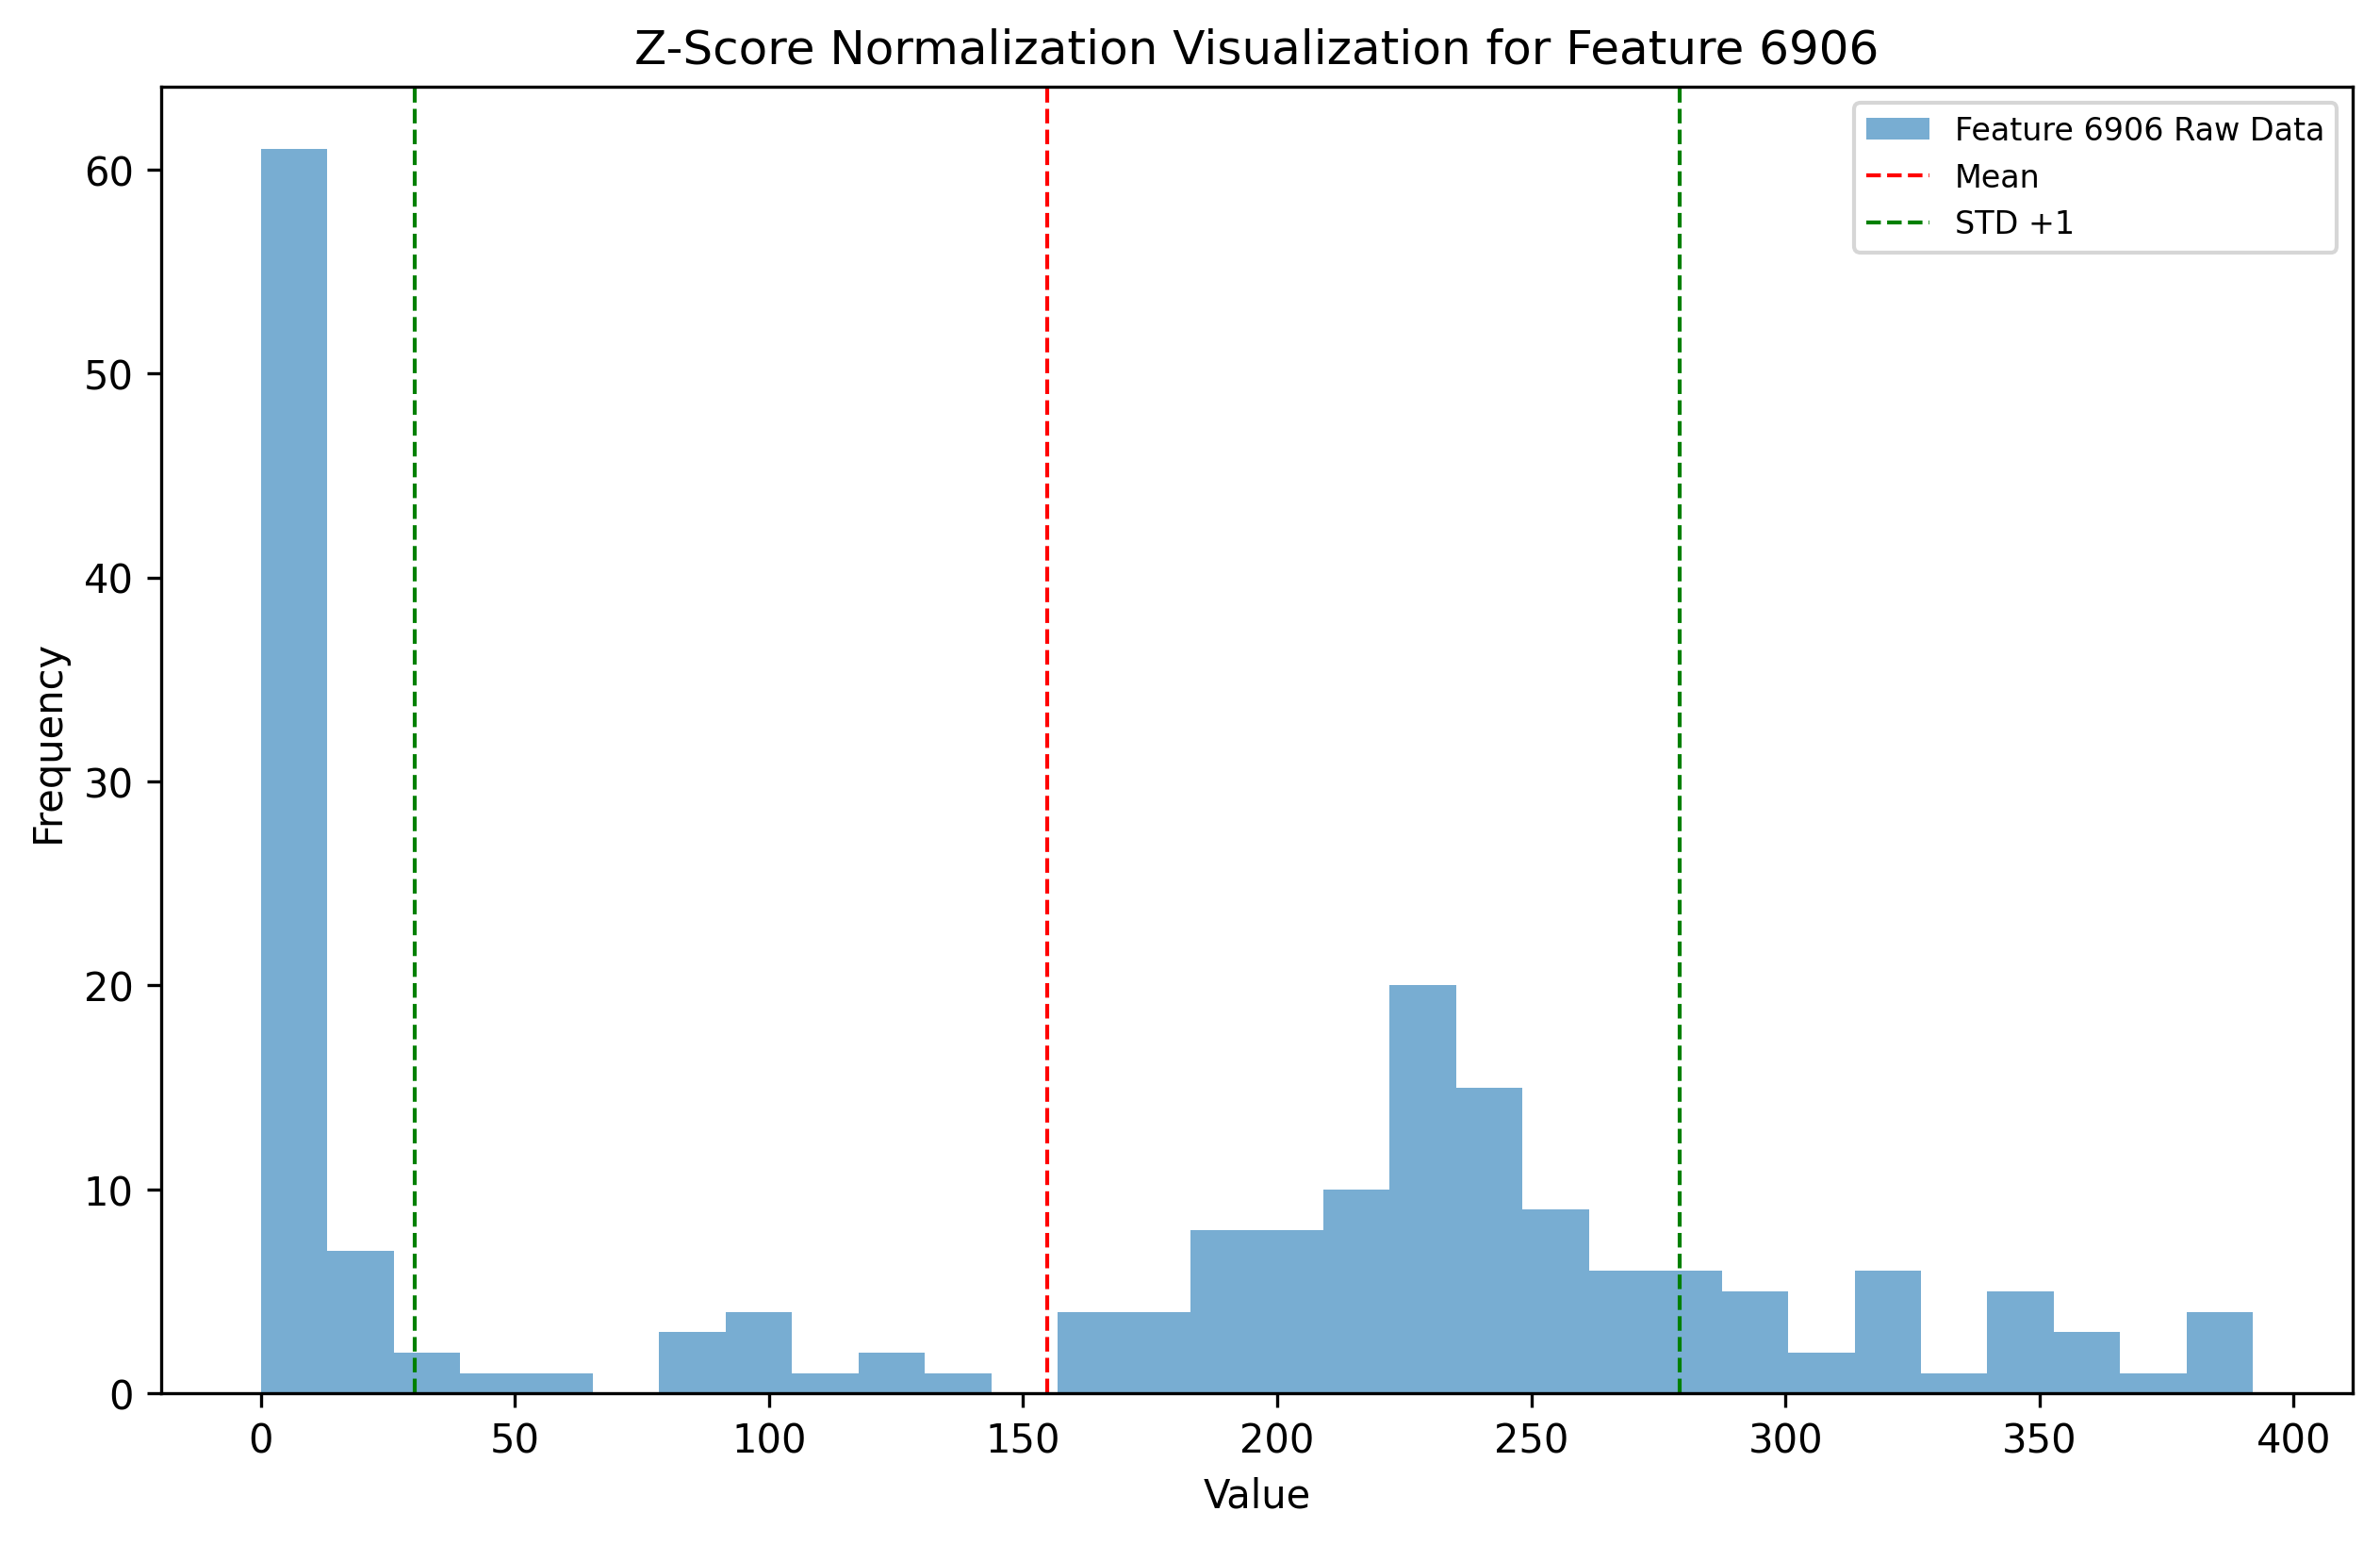 Z-Score Normalization Visualization for Feature 6906
Feature 6906 Raw Data
Mean
STD +1
Frequency
60
50
40
30
20
10
0
0 50 100 150 200 250 300 350 400
Value